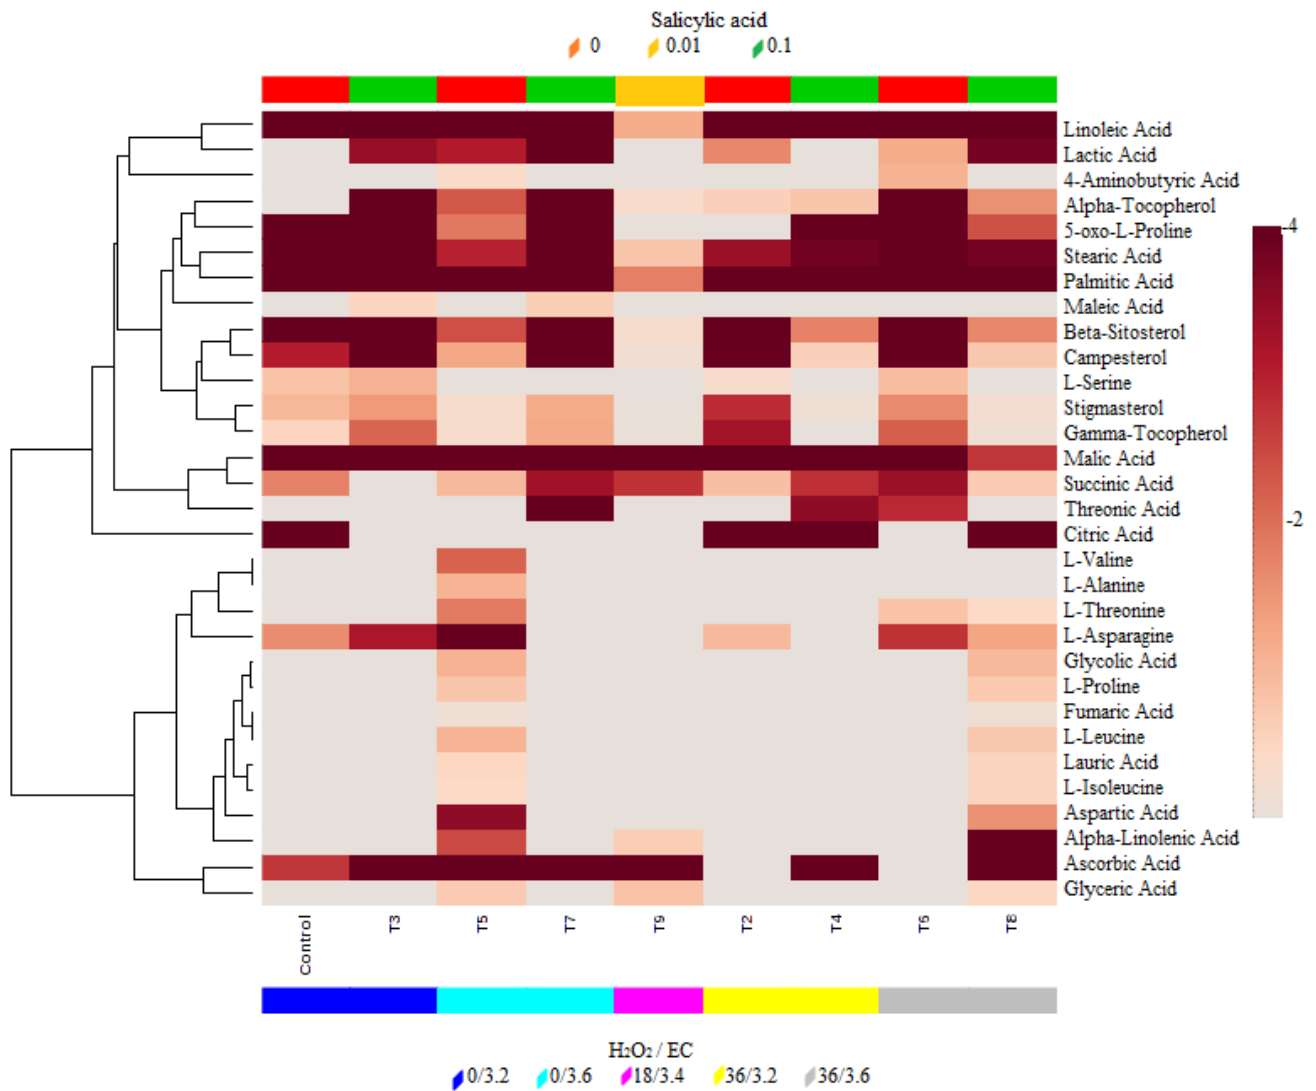 Salicylic acid
0 0.01 0.1
Linoleic Acid
Lactic Acid
4-Aminobutyric Acid
Alpha-Tocopherol
5-oxo-L-Proline
Stearic Acid
Palmitic Acid
Maleic Acid
Beta-Sitosterol
Campesterol
L-Serine
Stigmasterol
Gamma-Tocopherol
Malic Acid
Succinic Acid
Threonic Acid
Citric Acid
L-Valine
L-Alanine
L-Threonine
L-Asparagine
Glycolic Acid
L-Proline
Fumaric Acid
L-Leucine
Lauric Acid
L-Isoleucine
Aspartic Acid
Alpha-Linolenic Acid
Ascorbic Acid
Glyceric Acid
-4
-2
Control T3 T5 T7 T9 T2 T4 T6 T8
H₂O₂ / EC
0/3.2 0/3.6 18/3.4 36/3.2 36/3.6